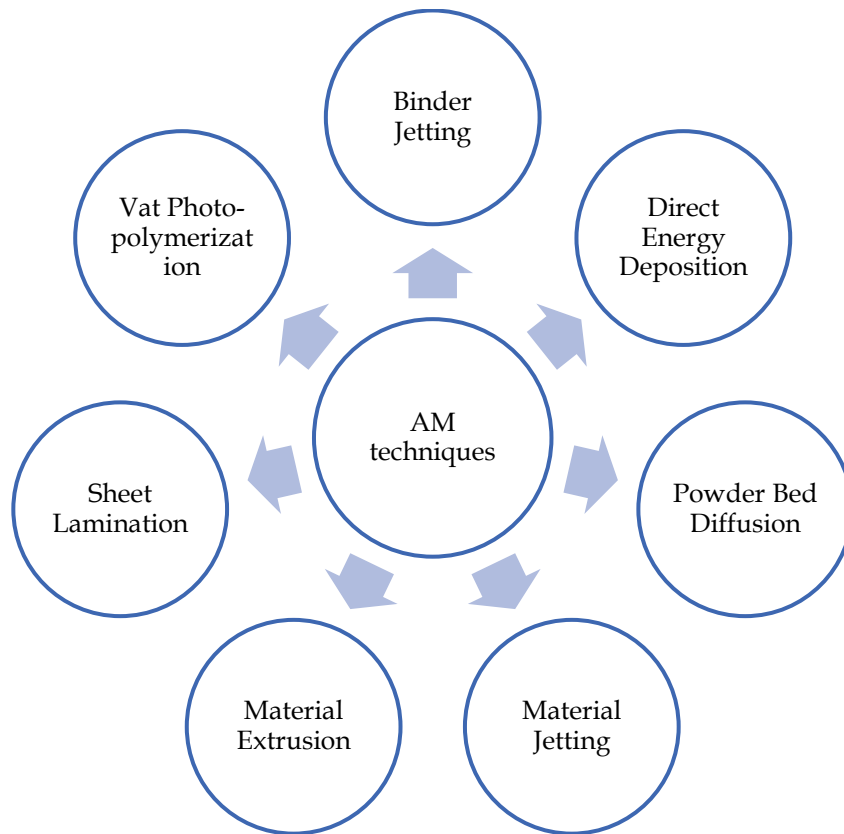 Binder
Jetting
Direct
Energy
Deposition
Powder Bed
Diffusion
Material
Jetting
Material
Extrusion
Sheet
Lamination
Vat Photo-
polymerizat
ion
AM
techniques